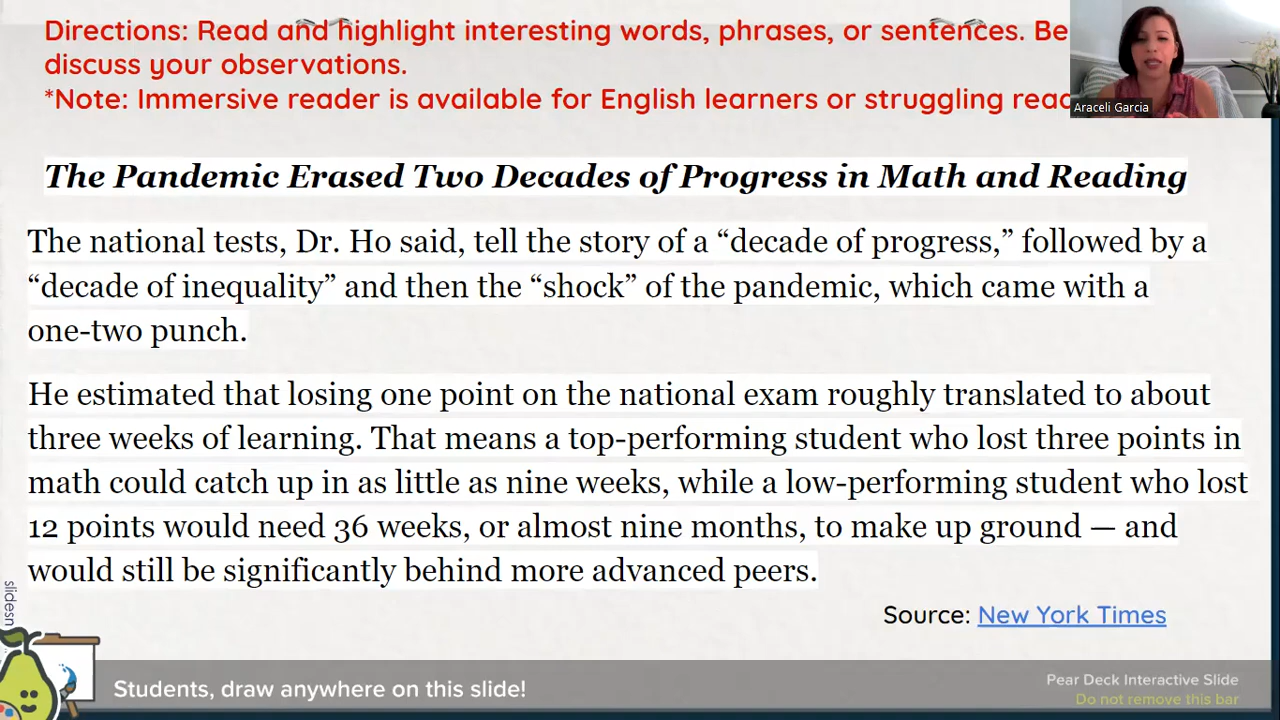 Directions: Read and highlight interesting words, phrases, or sentences. Be
discuss your observations.
*Note: Immersive reader is available for English learners or struggling
Araceli Garcia
The Pandemic Erased Two Decades of Progress in Math and Reading
The national tests, Dr. Ho said, tell the story of a “decade of progress,” followed by a
“decade of inequality” and then the “shock” of the pandemic, which came with a
one-two punch.
He estimated that losing one point on the national exam roughly translated to about
three weeks of learning. That means a top-performing student who lost three points in
math could catch up in as little as nine weeks, while a low-performing student who lost
12 points would need 36 weeks, or almost nine months, to make up ground — and
would still be significantly behind more advanced peers.
Source: New York Times
Students, draw anywhere on this slide!
Pear Deck Interactive Slide
Do not remove this bar